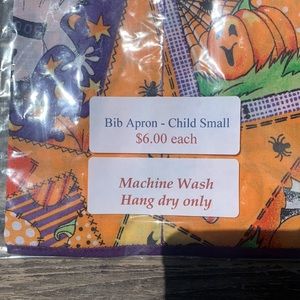 Bib Apron - Child Small
$6.00 each
Machine Wash
Hang dry only